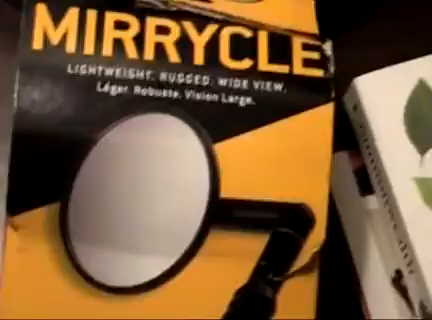 MIRRYCLE
LIGHTWEIGHT. RUGGED. WIDE VIEW.
Léger. Robuste. Vision Large.